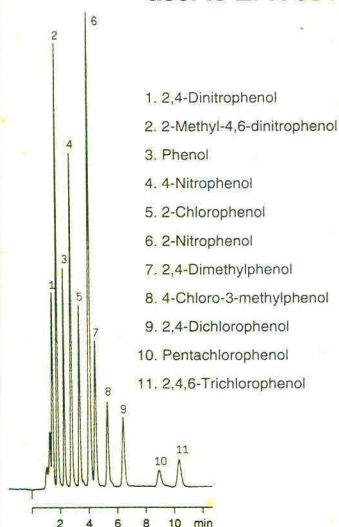 1. 2,4-Dinitrophenol
2. 2-Methyl-4,6-dinitrophenol
3. Phenol
4. 4-Nitrophenol
5. 2-Chlorophenol
6. 2-Nitrophenol
7. 2,4-Dimethylphenol
8. 4-Chloro-3-methylphenol
9. 2,4-Dichlorophenol
10. Pentachlorophenol
11. 2,4,6-Trichlorophenol
1
2
3
4
5
6
7
8
9
10
11
2 4 6 8 10 min